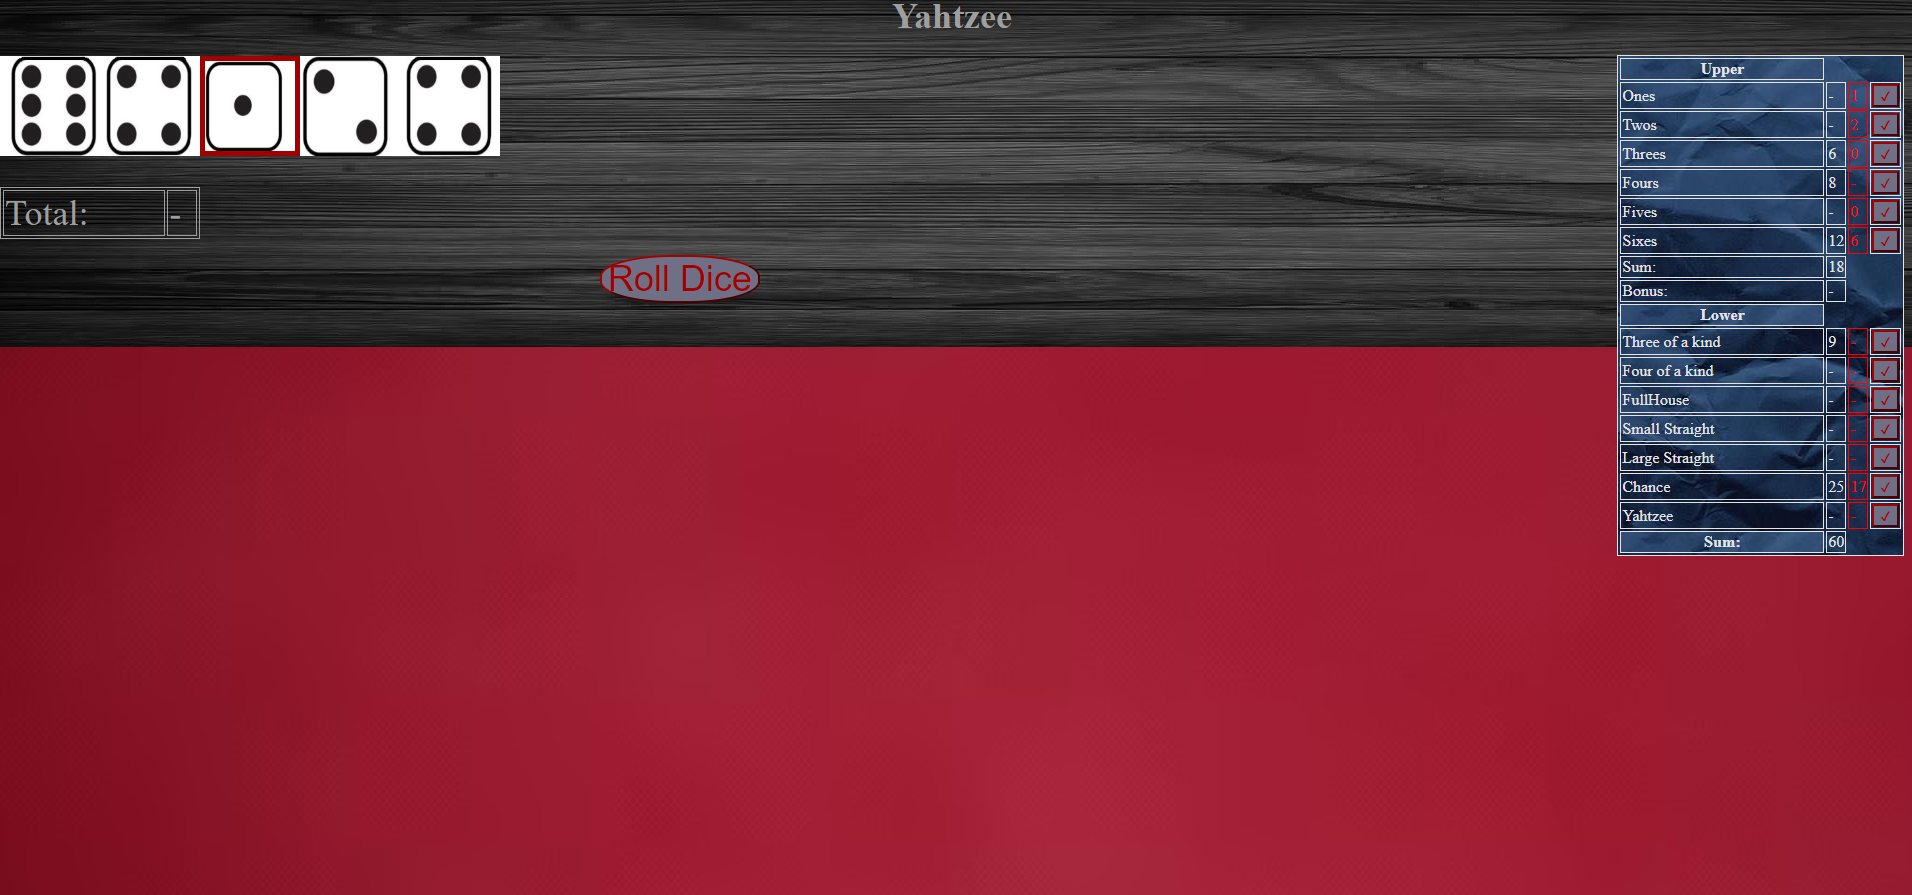 Yahtzee
Total: -
Roll Dice
Upper
Ones - 1 ✓
Twos - 2 ✓
Threes 6 0 ✓
Fours 8 - ✓
Fives - 0 ✓
Sixes 12 6 ✓
Sum: 18
Bonus: -
Lower
Three of a kind 9 - ✓
Four of a kind - - ✓
FullHouse - - ✓
Small Straight - - ✓
Large Straight - - ✓
Chance 25 17 ✓
Yahtzee - - ✓
Sum: 60